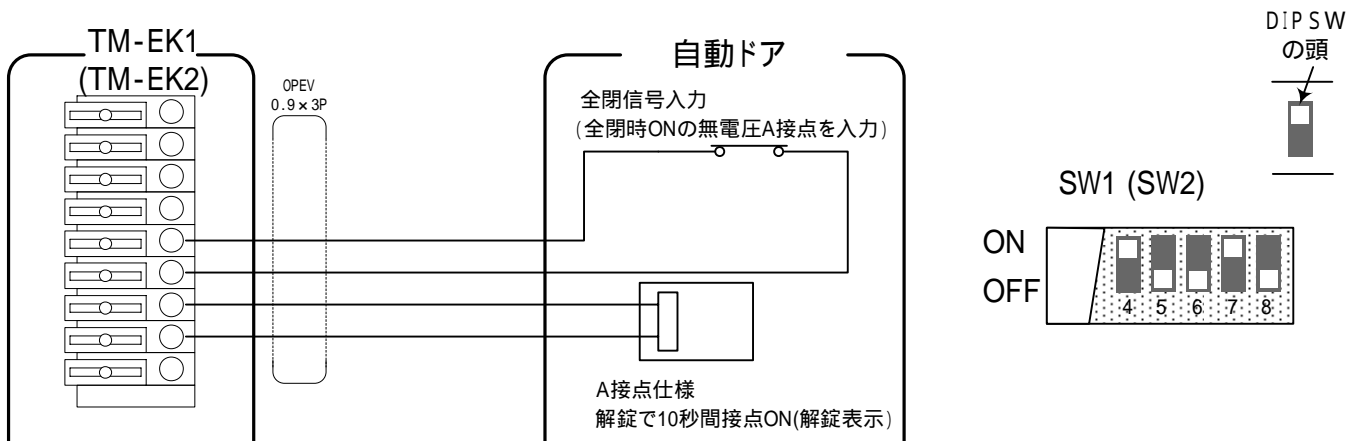 TM-EK1
(TM-EK2)
OPEV
0.9×3P
自動ドア
全閉信号入力
(全閉時ONの無電圧A接点を入力)
A接点仕様
解錠で10秒間接点ON(解錠表示)
DIPSW
の頭
SW1 (SW2)
ON
OFF
4 5 6 7 8